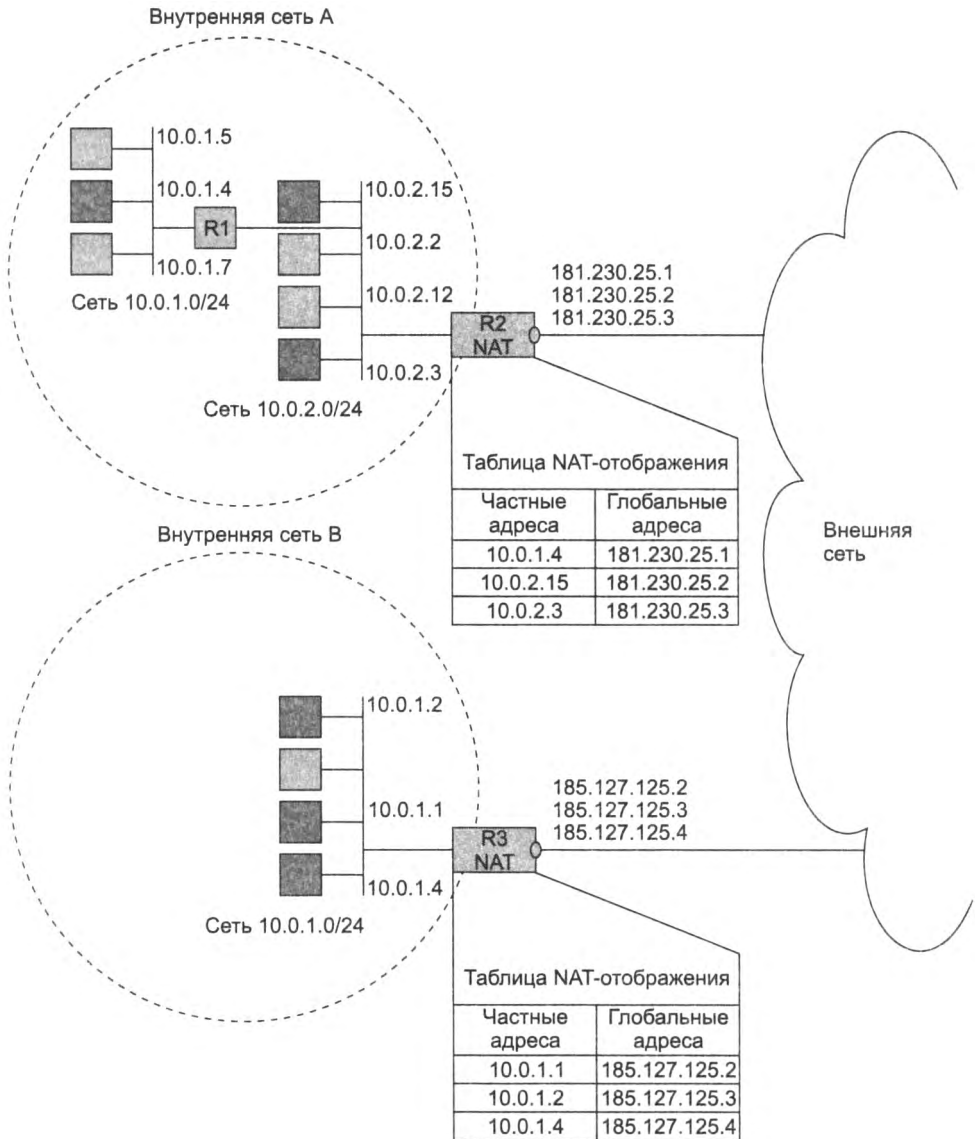 Внутренняя сеть А
10.0.1.5
10.0.1.4
10.0.1.7
R1
Сеть 10.0.1.0/24
10.0.2.15
10.0.2.2
10.0.2.12
10.0.2.3
Сеть 10.0.2.0/24
R2
NAT
181.230.25.1
181.230.25.2
181.230.25.3
Таблица NAT-отображения
Частные адреса
Глобальные адреса
10.0.1.4 181.230.25.1
10.0.2.15 181.230.25.2
10.0.2.3 181.230.25.3
Внешняя
сеть
Внутренняя сеть В
10.0.1.2
10.0.1.1
10.0.1.4
Сеть 10.0.1.0/24
R3
NAT
185.127.125.2
185.127.125.3
185.127.125.4
Таблица NAT-отображения
Частные адреса
Глобальные адреса
10.0.1.1 185.127.125.2
10.0.1.2 185.127.125.3
10.0.1.4 185.127.125.4